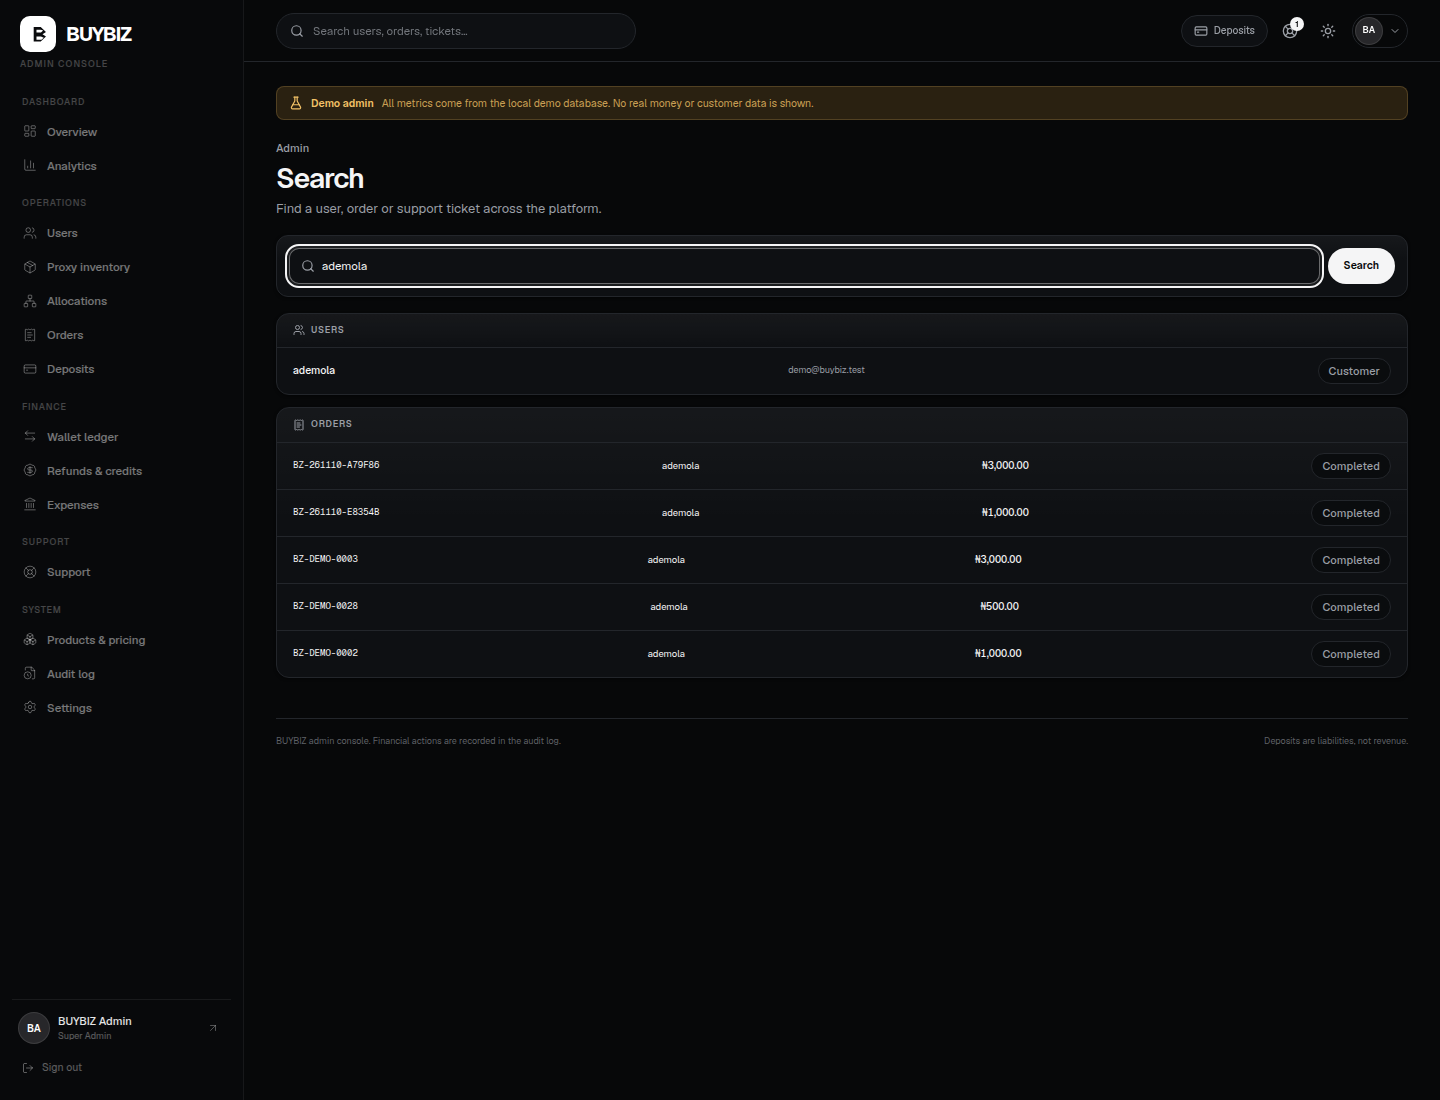 BUYBIZ
ADMIN CONSOLE
DASHBOARD
Overview
Analytics
OPERATIONS
Users
Proxy inventory
Allocations
Orders
Deposits
FINANCE
Wallet ledger
Refunds & credits
Expenses
SUPPORT
Support
SYSTEM
Products & pricing
Audit log
Settings
BA
BUYBIZ Admin
Super Admin
Sign out
Search users, orders, tickets...
Deposits
1
BA
Demo admin All metrics come from the local demo database. No real money or customer data is shown.
Admin
Search
Find a user, order or support ticket across the platform.
ademola
Search
USERS
ademola demo@buybiz.test Customer
ORDERS
BZ-261110-A79F86 ademola ₦3,000.00 Completed
BZ-261110-E8354B ademola ₦1,000.00 Completed
BZ-DEMO-0003 ademola ₦3,000.00 Completed
BZ-DEMO-0028 ademola ₦500.00 Completed
BZ-DEMO-0002 ademola ₦1,000.00 Completed
BUYBIZ admin console. Financial actions are recorded in the audit log.
Deposits are liabilities, not revenue.